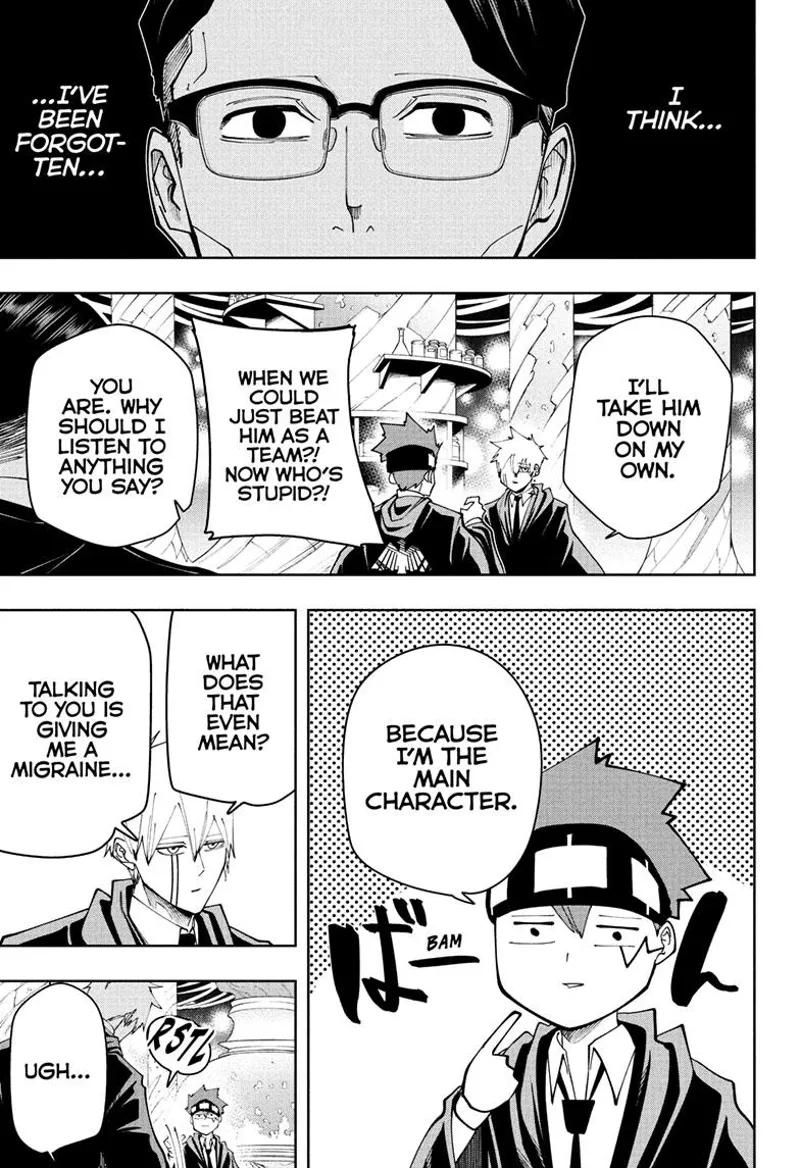 I
THINK...
...I'VE
BEEN
FORGOT-
TEN...
I'LL
TAKE HIM
DOWN
ON MY
OWN.
WHEN WE
COULD
JUST BEAT
HIM AS A
TEAM?!
NOW WHO'S
STUPID?!
YOU
ARE. WHY
SHOULD I
LISTEN TO
ANYTHING
YOU SAY?
BECAUSE
I'M THE
MAIN
CHARACTER.
ばーん
BAM
WHAT
DOES
THAT
EVEN
MEAN?
TALKING
TO YOU IS
GIVING
ME A
MIGRAINE...
RSTL
UGH...